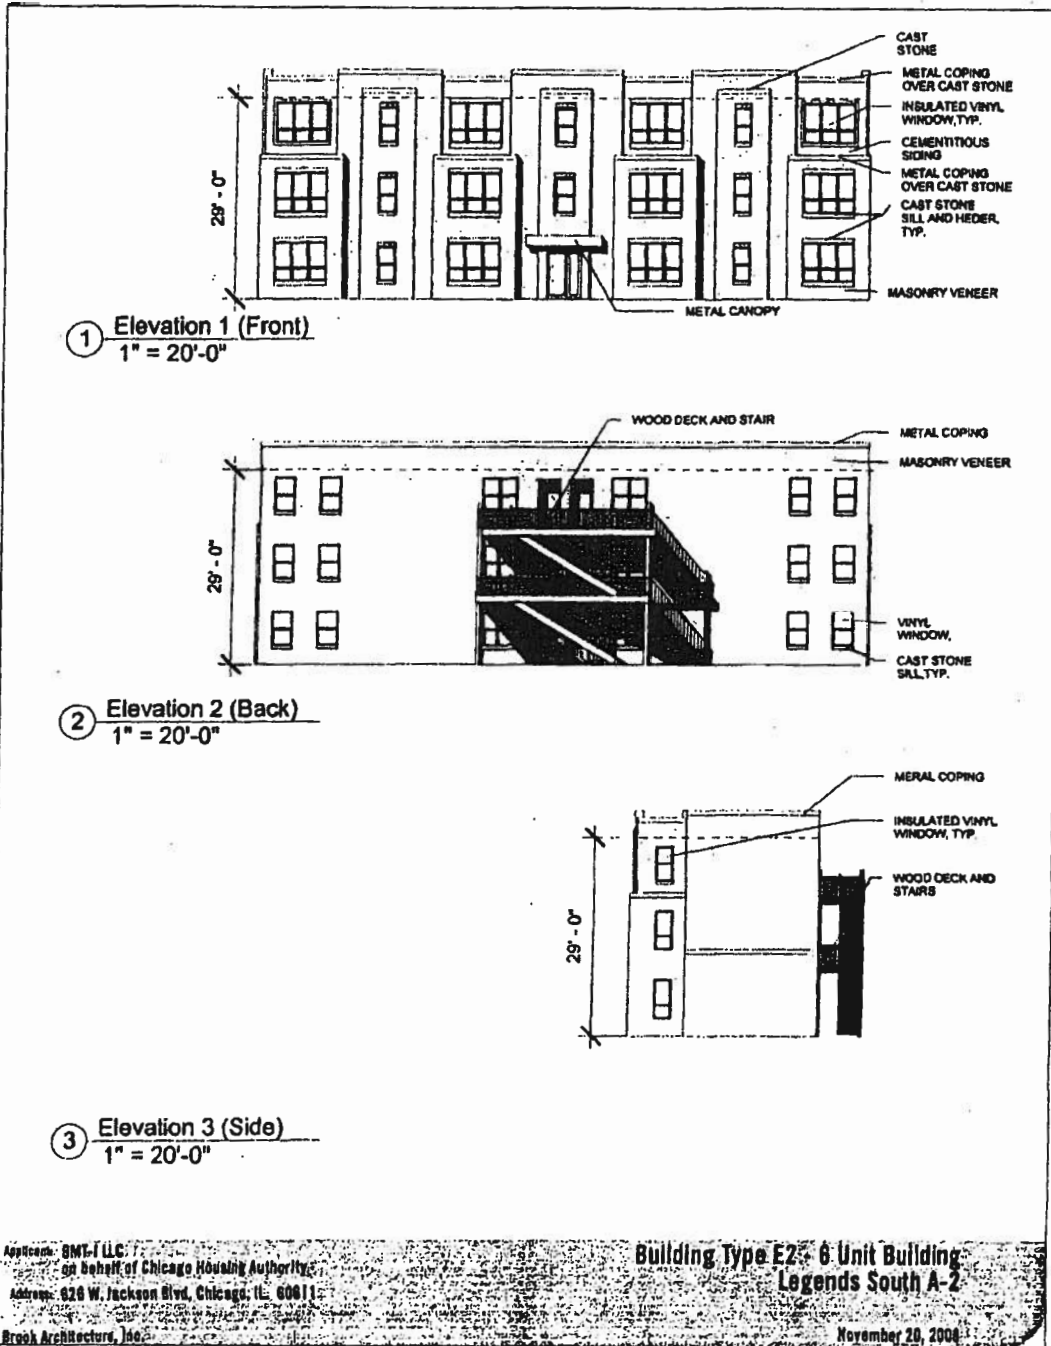 CAST
STONE
METAL COPING
OVER CAST STONE
INSULATED VINYL
WINDOW, TYP.
CEMENTITIOUS
SIDING
METAL COPING
OVER CAST STONE
CAST STONE
SILL AND HEDER,
TYP.
MASONRY VENEER
METAL CANOPY
29' - 0"
1 Elevation 1 (Front)
1" = 20'-0"
WOOD DECK AND STAIR
METAL COPING
MASONRY VENEER
29' - 0"
VINYL
WINDOW,
CAST STONE
SILL,TYP.
2 Elevation 2 (Back)
1" = 20'-0"
MERAL COPING
INSULATED VINYL
WINDOW, TYP.
WOOD DECK AND
STAIRS
29' - 0"
3 Elevation 3 (Side)
1" = 20'-0"
Applicant: BMT-I LLC
on behalf of Chicago Housing Authority
Address: 626 W. Jackson Blvd, Chicago, IL 60611
Brook Architecture, Inc.
Building Type E2 - 6 Unit Building
Legends South A-2
November 20, 2008